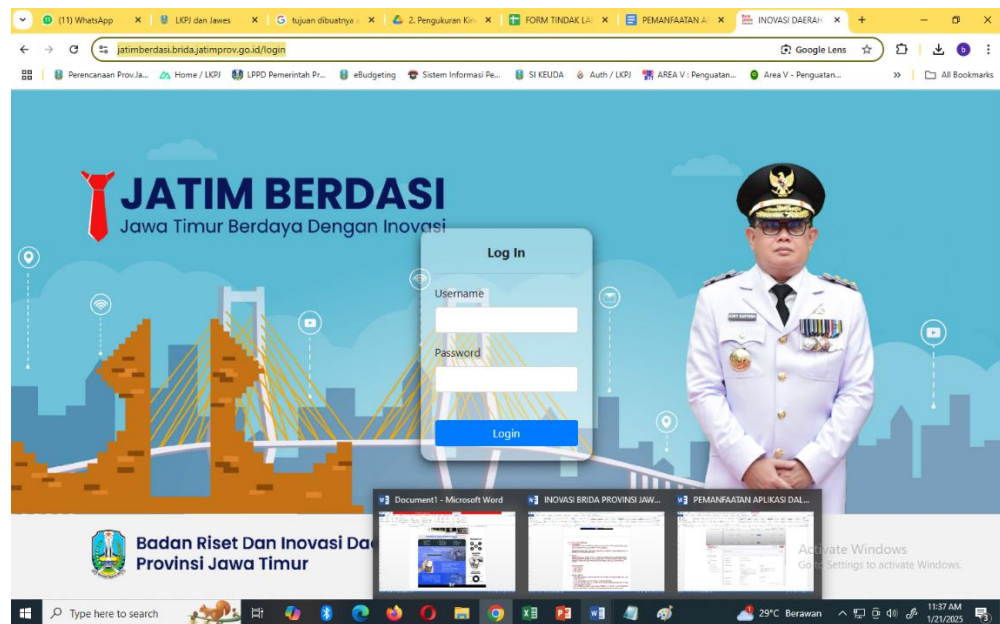 (11) WhatsApp
LKPJ dan Jawes
tujuan dibuatnya a
2. Pengukuran Kin
FORM TINDAK LA
PEMANFAATAN A
INOVASI DAERAH
jatimberdasi.brida.jatimprov.go.id/login
Google Lens
b
Perencanaan Prov.Ja...
Home / LKPJ
LPPD Pemerintah Pr...
eBudgeting
Sistem Informasi Pe...
SI KEUDA
Auth / LKPJ
AREA V : Penguatan...
Area V - Penguatan...
All Bookmarks
JATIM BERDASI
Jawa Timur Berdaya Dengan Inovasi
Log In
Username
Password
Login
Document1 - Microsoft Word
INOVASI BRIDA PROVINSI JAW...
PEMANFAATAN APLIKASI DAL...
Badan Riset Dan Inovasi Dae
Provinsi Jawa Timur
Activate Windows
Go to Settings to activate Windows.
Type here to search
29°C Berawan
11:37 AM
1/21/2025